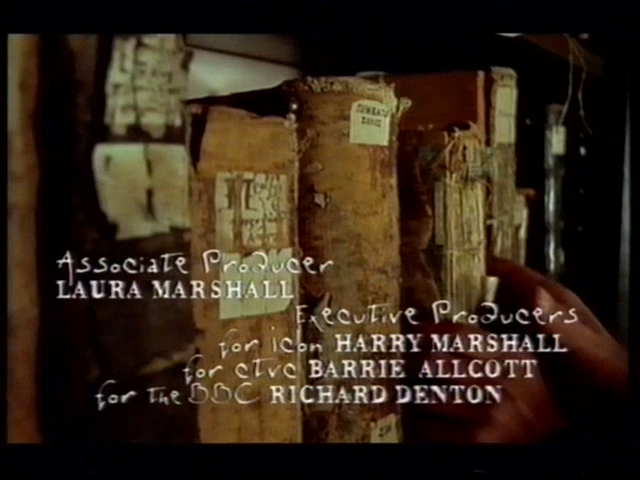 Associate Producer
LAURA MARSHALL
Executive Producers
for icon HARRY MARSHALL
for ctvc BARRIE ALLCOTT
for the BBC RICHARD DENTON